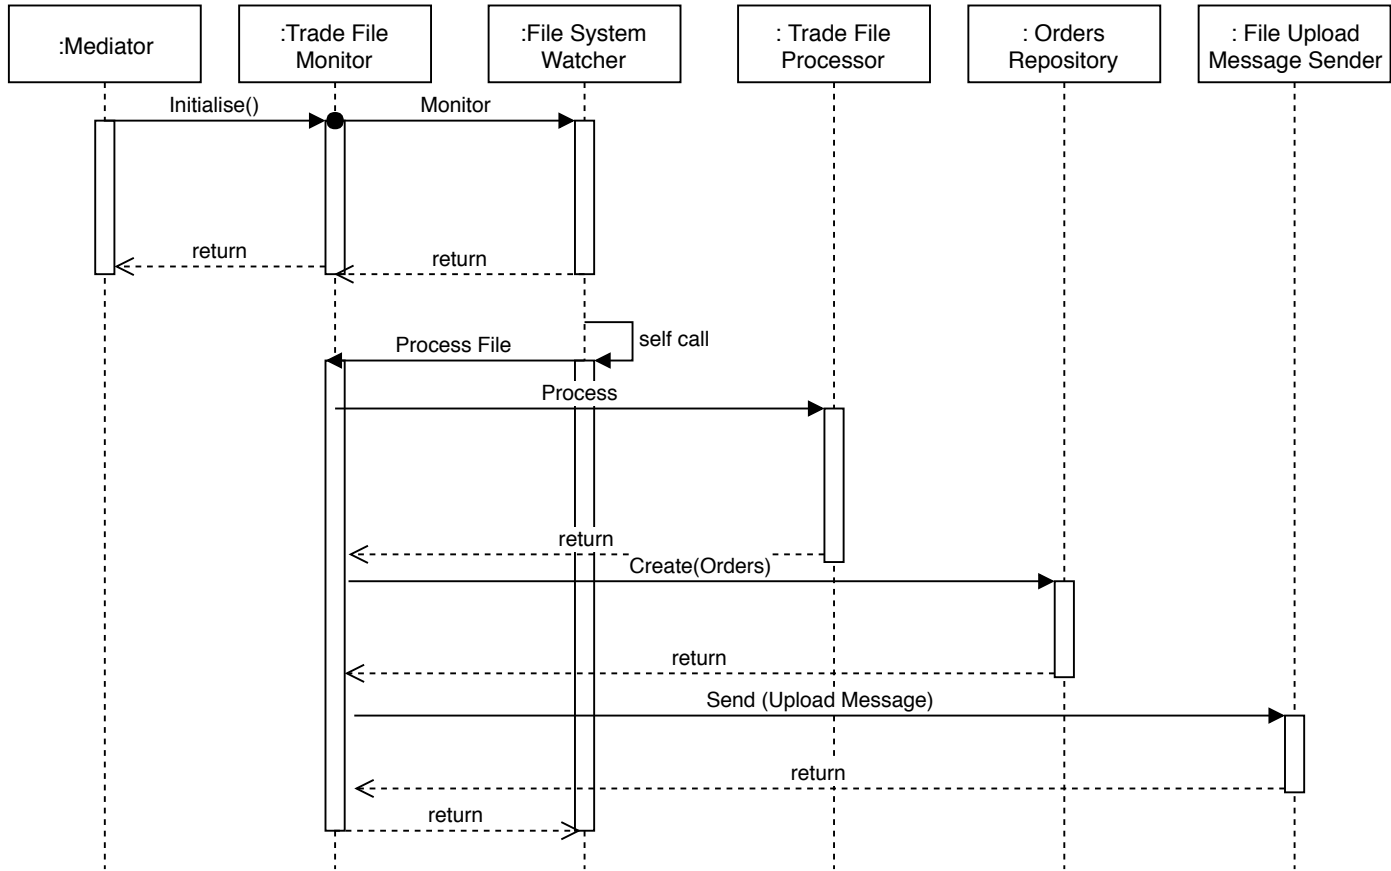 :Mediator
:Trade File
Monitor
:File System
Watcher
: Trade File
Processor
: Orders
Repository
: File Upload
Message Sender
Initialise()
Monitor
return
return
self call
Process File
Process
return
Create(Orders)
return
Send (Upload Message)
return
return